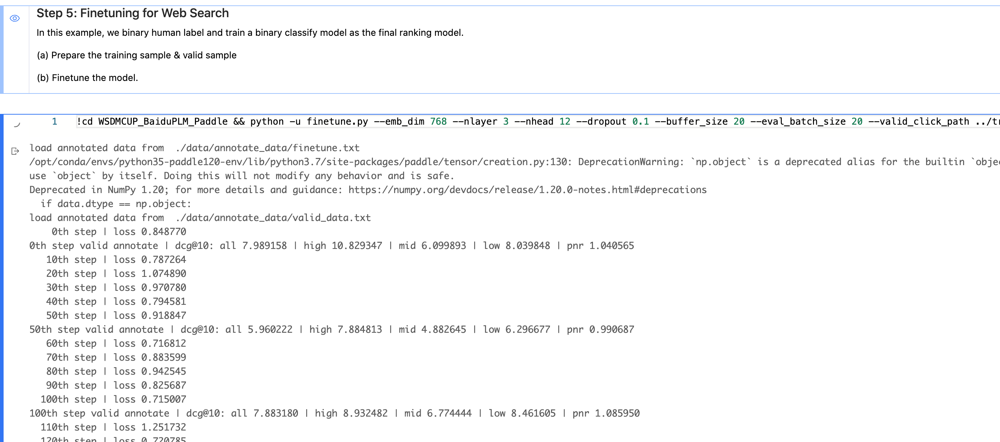 Step 5: Finetuning for Web Search
In this example, we binary human label and train a binary classify model as the final ranking model.
(a) Prepare the training sample & valid sample
(b) Finetune the model.
1 !cd WSDMCUP_BaiduPLM_Paddle && python -u finetune.py --emb_dim 768 --nlayer 3 --nhead 12 --dropout 0.1 --buffer_size 20 --eval_batch_size 20 --valid_click_path ../t
load annotated data from ./data/annotate_data/finetune.txt
/opt/conda/envs/python35-paddle120-env/lib/python3.7/site-packages/paddle/tensor/creation.py:130: DeprecationWarning: `np.object` is a deprecated alias for the builtin `obje
use `object` by itself. Doing this will not modify any behavior and is safe.
Deprecated in NumPy 1.20; for more details and guidance: https://numpy.org/devdocs/release/1.20.0-notes.html#deprecations
if data.dtype == np.object:
load annotated data from ./data/annotate_data/valid_data.txt
0th step | loss 0.848770
0th step valid annotate | dcg@10: all 7.989158 | high 10.829347 | mid 6.099893 | low 8.039848 | pnr 1.040565
10th step | loss 0.787264
20th step | loss 1.074890
30th step | loss 0.970780
40th step | loss 0.794581
50th step | loss 0.918847
50th step valid annotate | dcg@10: all 5.960222 | high 7.884813 | mid 4.882645 | low 6.296677 | pnr 0.990687
60th step | loss 0.716812
70th step | loss 0.883599
80th step | loss 0.942545
90th step | loss 0.825687
100th step | loss 0.715007
100th step valid annotate | dcg@10: all 7.883180 | high 8.932482 | mid 6.774444 | low 8.461605 | pnr 1.085950
110th step | loss 1.251732
120th step | loss 0.720785